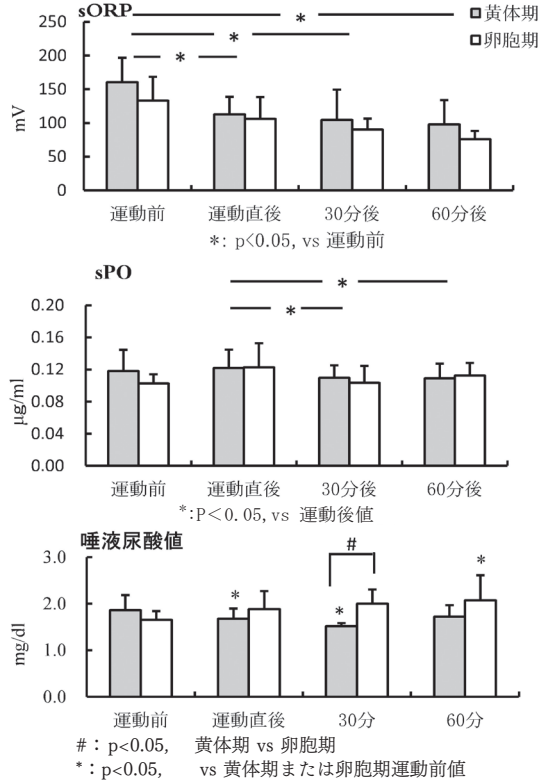 sORP
黄体期
卵胞期
*
*
*
250
200
150
100
50
0
mV
運動前 運動直後 30分後 60分後
*: p<0.05, vs 運動前
sPO
*
*
0.20
0.16
0.12
0.08
0.04
0.00
μg/ml
運動前 運動直後 30分後 60分後
*:P<0.05, vs 運動後値
唾液尿酸値
#
*
*
*
3.0
2.0
1.0
0.0
mg/dl
運動前 運動直後 30分 60分
#: p<0.05, 黄体期 vs 卵胞期
*: p<0.05, vs 黄体期または卵胞期運動前値